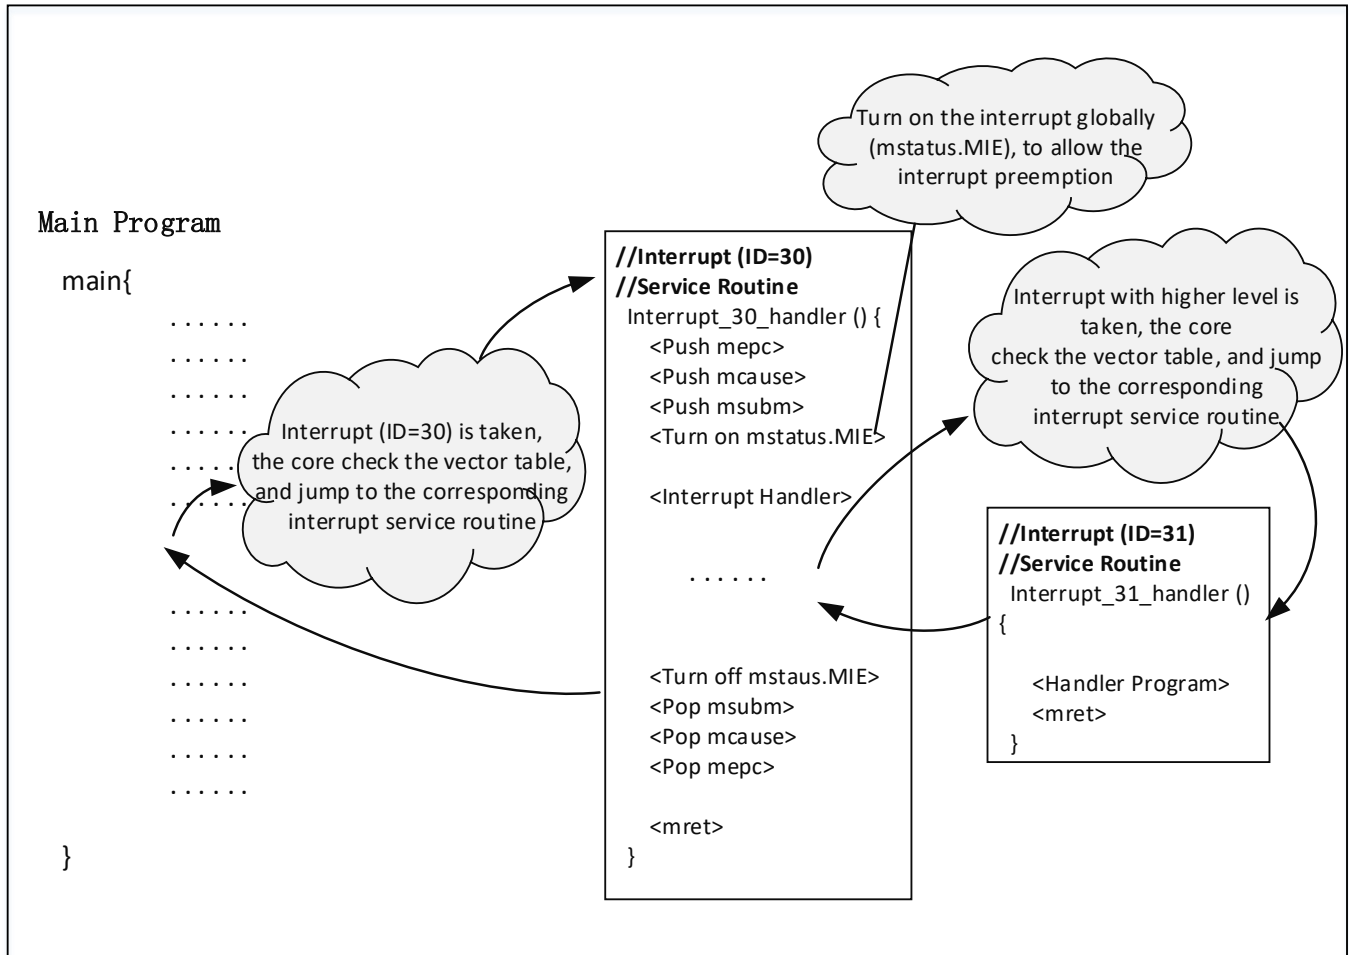 Main Program
main{
......
......
......
......
......
......
......
......
......
......
......
......
}
Interrupt (ID=30) is taken,
the core check the vector table,
and jump to the corresponding
interrupt service routine
//Interrupt (ID=30)
//Service Routine
Interrupt_30_handler () {
<Push mepc>
<Push mcause>
<Push msubm>
<Turn on mstatus.MIE>
<Interrupt Handler>
......
<Turn off mstaus.MIE>
<Pop msubm>
<Pop mcause>
<Pop mepc>
<mret>
}
Turn on the interrupt globally
(mstatus.MIE), to allow the
interrupt preemption
Interrupt with higher level is
taken, the core
check the vector table, and jump
to the corresponding
interrupt service routine
//Interrupt (ID=31)
//Service Routine
Interrupt_31_handler ()
{
<Handler Program>
<mret>
}